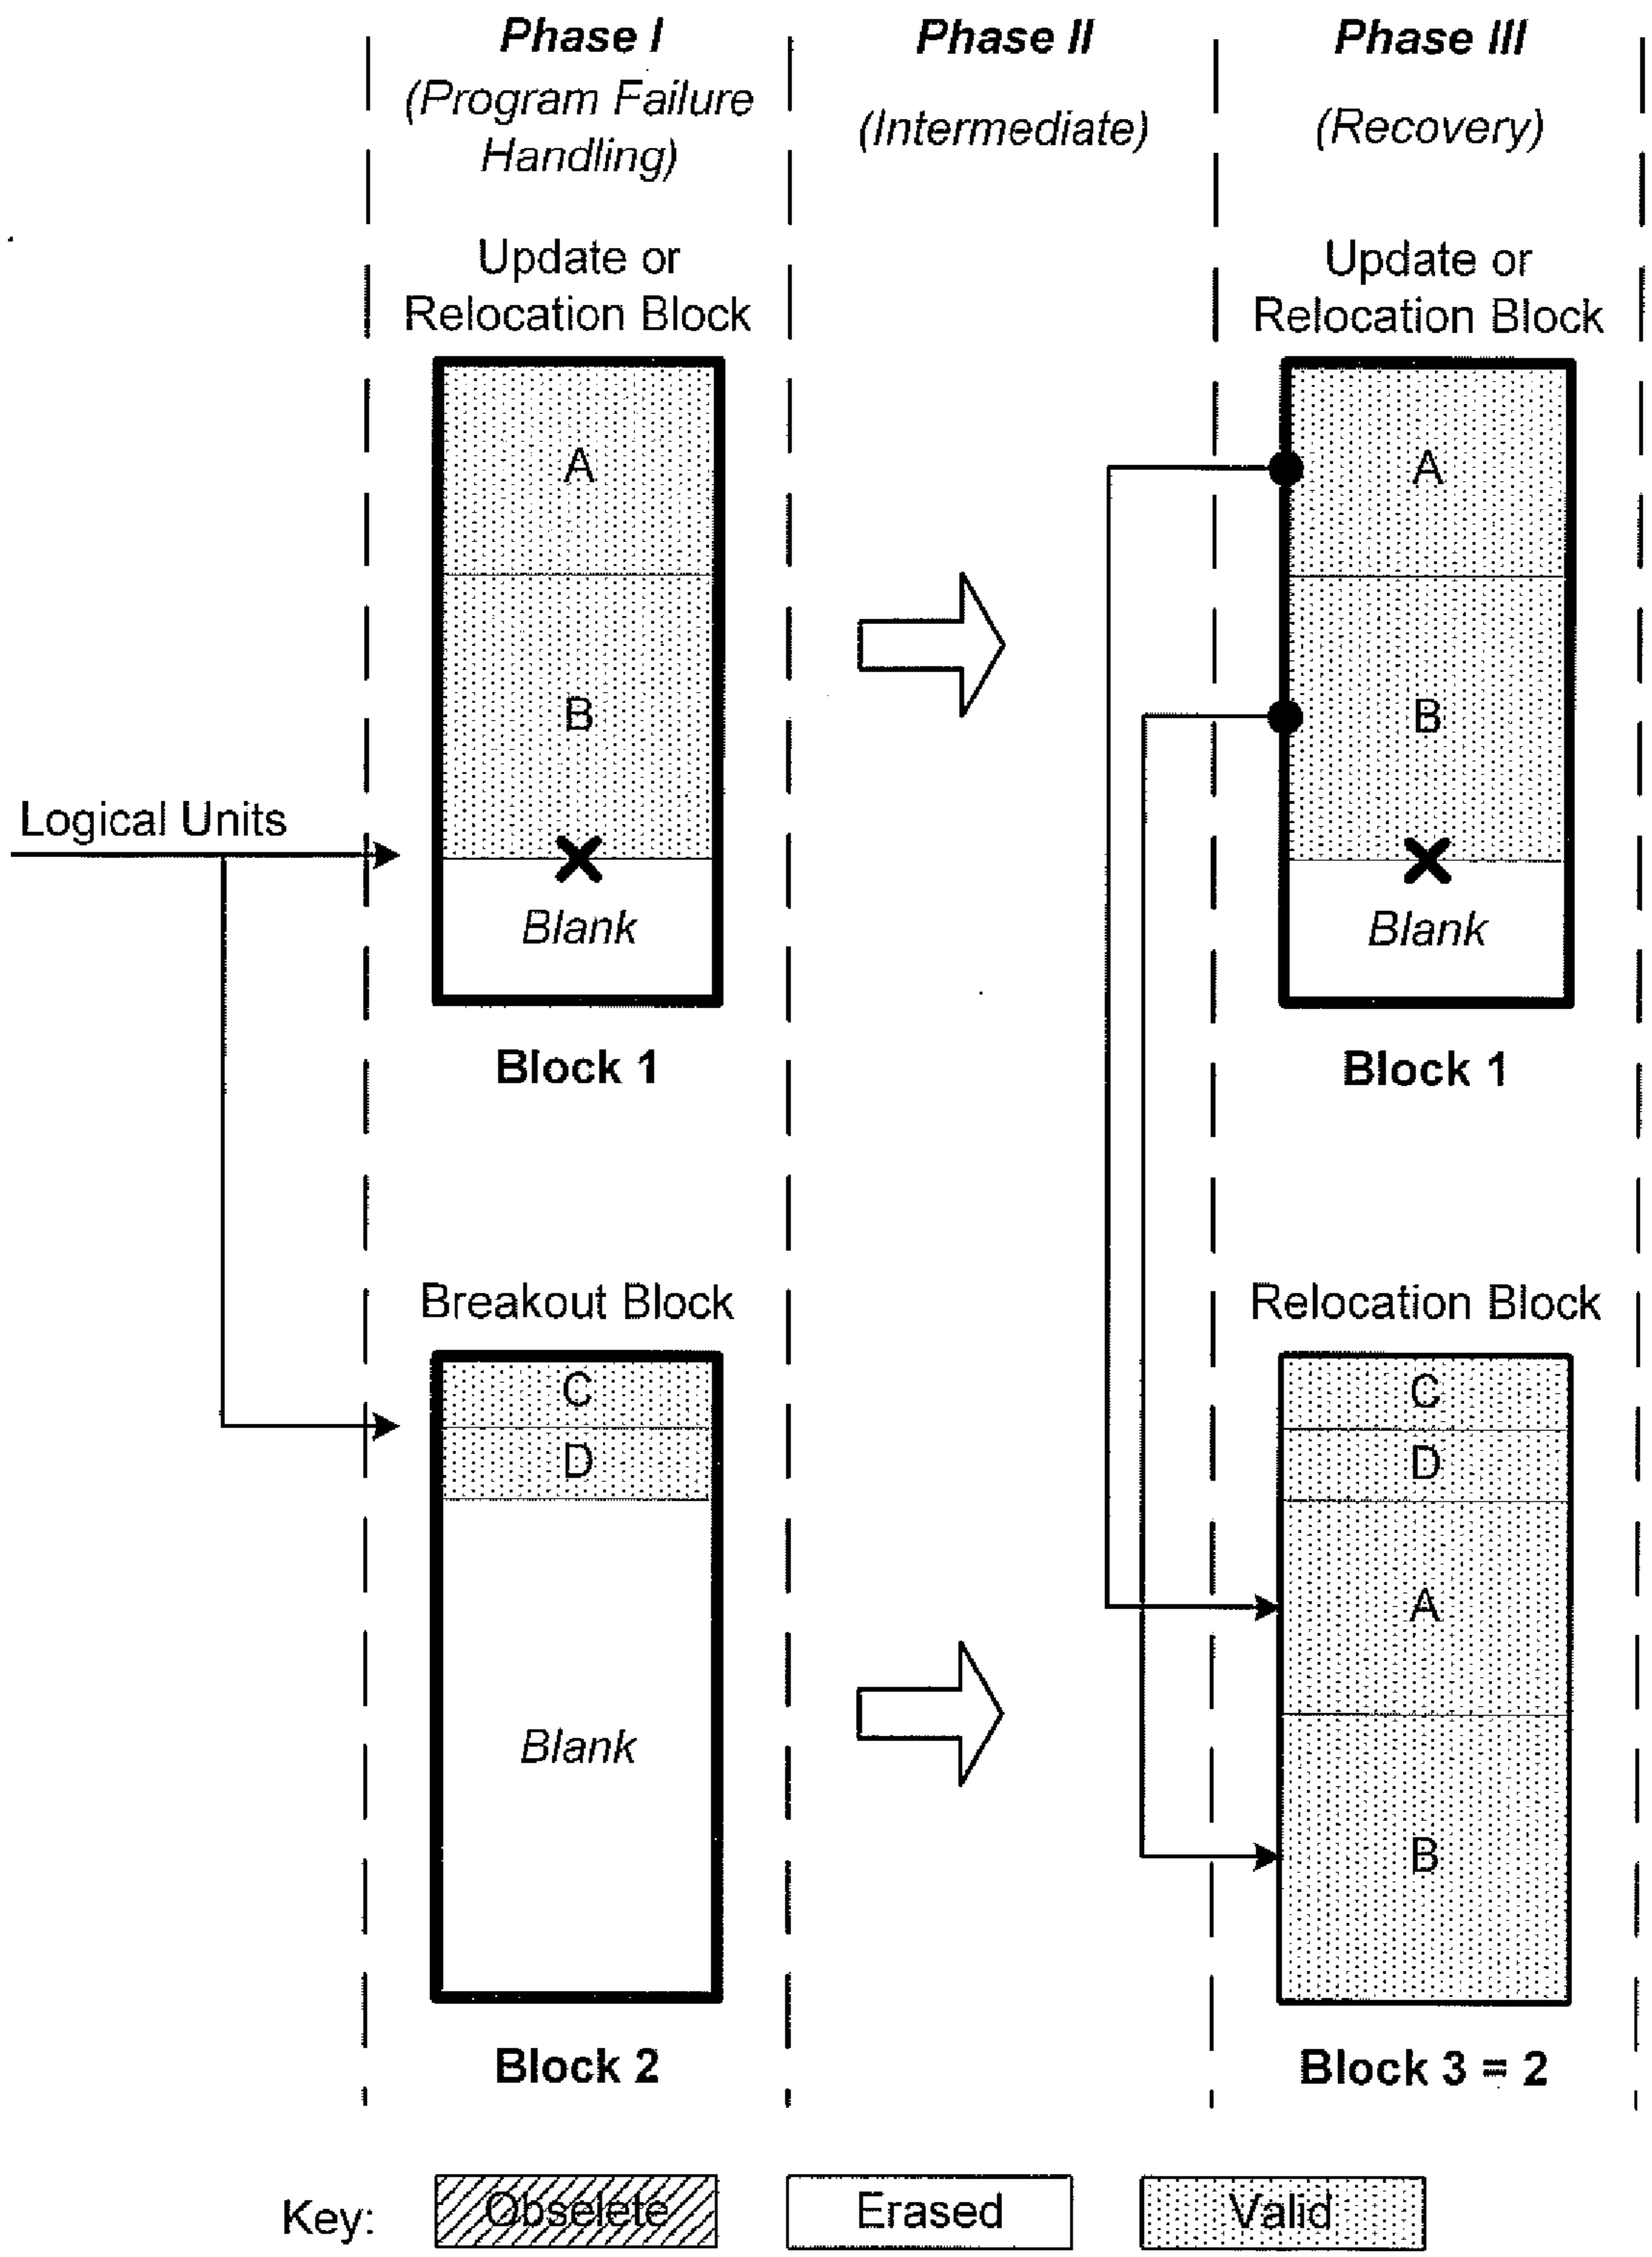 Phase I
(Program Failure
Handling)
Phase II
(Intermediate)
Phase III
(Recovery)
Update or
Relocation Block
A
B
Blank
Block 1
Update or
Relocation Block
A
B
Blank
Block 1
Logical Units
Breakout Block
C
D
Blank
Block 2
Relocation Block
C
D
A
B
Block 3 = 2
Key:
Obselete
Erased
Valid